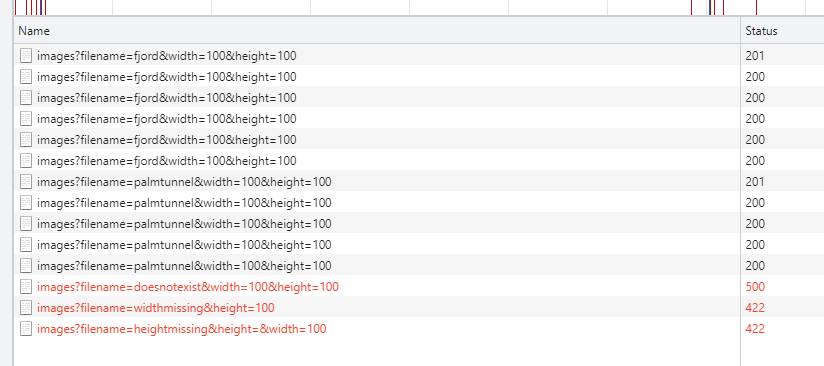 Name Status
images?filename=fjord&width=100&height=100 201
images?filename=fjord&width=100&height=100 200
images?filename=fjord&width=100&height=100 200
images?filename=fjord&width=100&height=100 200
images?filename=fjord&width=100&height=100 200
images?filename=fjord&width=100&height=100 200
images?filename=palmtunnel&width=100&height=100 201
images?filename=palmtunnel&width=100&height=100 200
images?filename=palmtunnel&width=100&height=100 200
images?filename=palmtunnel&width=100&height=100 200
images?filename=palmtunnel&width=100&height=100 200
images?filename=doesnotexist&width=100&height=100 500
images?filename=widthmissing&height=100 422
images?filename=heightmissing&height=&width=100 422